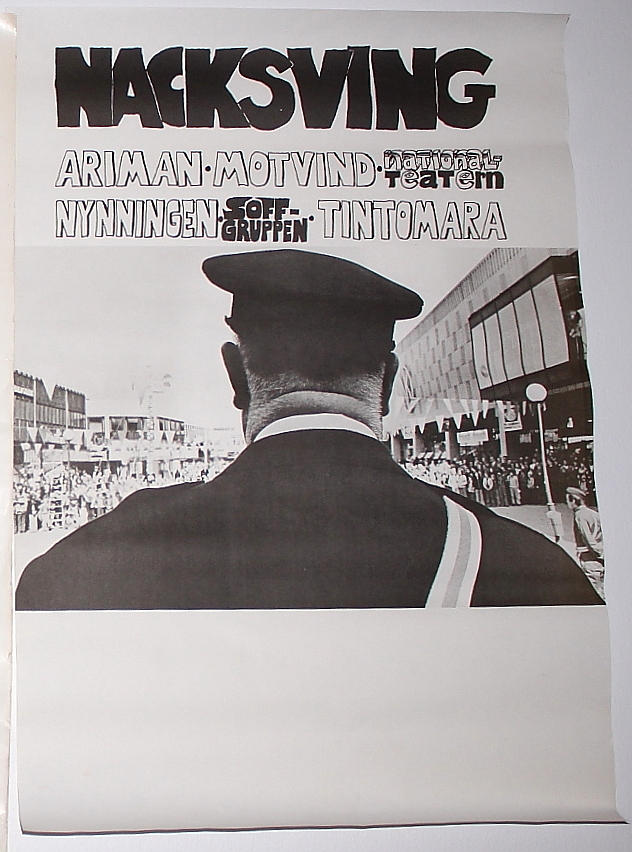 NACKSVING
ARIMAN·MOTVIND·national-teatern
NYNNINGEN·SOFF-GRUPPEN·TINTOMARA